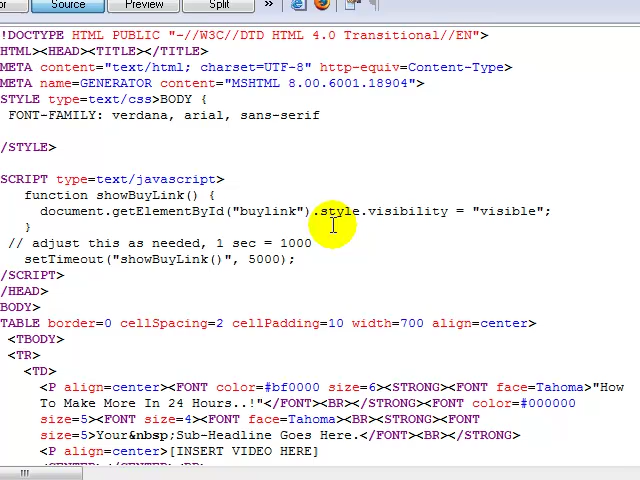 or Source Preview Split »
!DOCTYPE HTML PUBLIC "-//W3C//DTD HTML 4.0 Transitional//EN">
HTML><HEAD><TITLE></TITLE>
META content="text/html; charset=UTF-8" http-equiv=Content-Type>
META name=GENERATOR content="MSHTML 8.00.6001.18904">
STYLE type=text/css>BODY {
FONT-FAMILY: verdana, arial, sans-serif
/STYLE>
SCRIPT type=text/javascript>
function showBuyLink() {
document.getElementById("buylink").style.visibility = "visible";
}
// adjust this as needed, 1 sec = 1000
setTimeout("showBuyLink()", 5000);
/SCRIPT>
/HEAD>
BODY>
TABLE border=0 cellSpacing=2 cellPadding=10 width=700 align=center>
<TBODY>
<TR>
<TD>
<P align=center><FONT color=#bf0000 size=6><STRONG><FONT face=Tahoma>"How
To Make More In 24 Hours..!"</FONT><BR></STRONG><FONT color=#000000
size=5><FONT size=4><FONT face=Tahoma><BR><STRONG><FONT
size=5>Your&nbsp;Sub-Headline Goes Here.</FONT><BR></STRONG>
<P align=center>[INSERT VIDEO HERE]